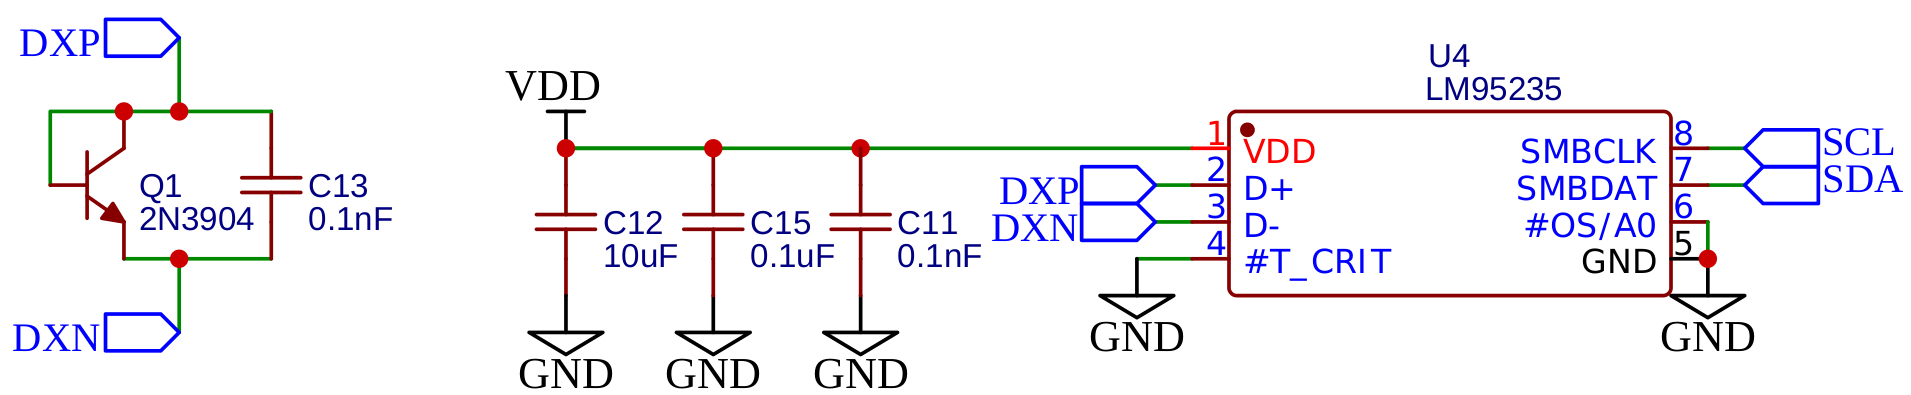 DXP
Q1
2N3904
C13
0.1nF
DXN
VDD
C12
10uF
GND
C15
0.1uF
GND
C11
0.1nF
GND
U4
LM95235
DXP
DXN
GND
1
VDD
2
D+
3
D-
4
#T_CRIT
SMBCLK
8
SCL
SMBDAT
7
SDA
#OS/A0
6
GND
5
GND